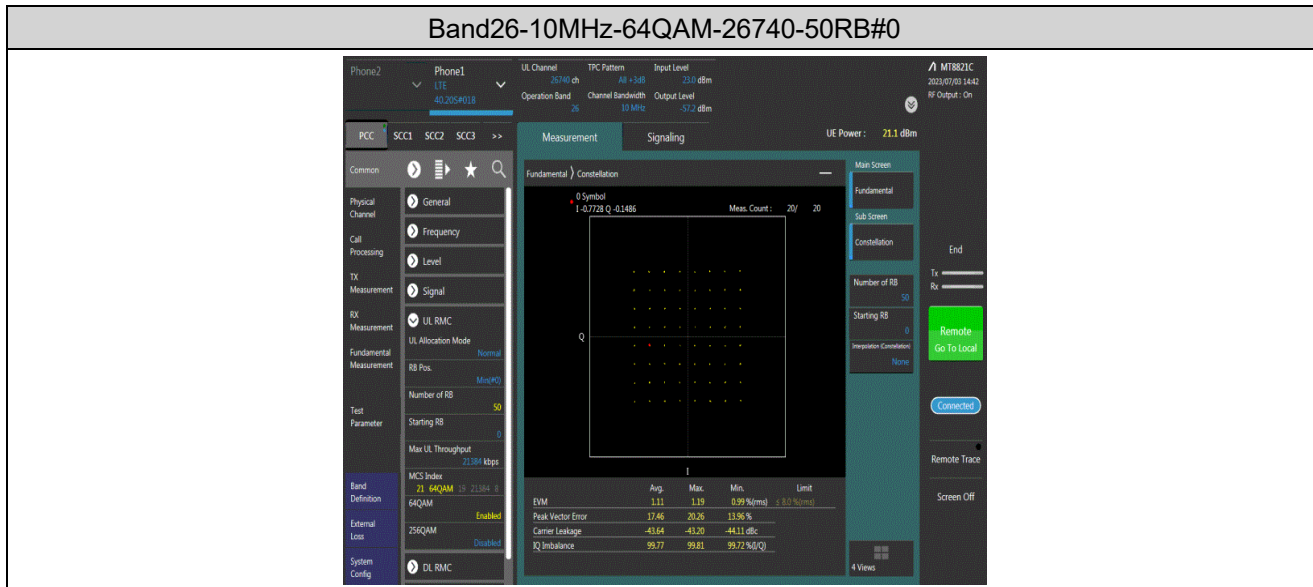 Band26-10MHz-64QAM-26740-50RB#0
Phone2
Phone1
LTE
40.20S#018
UL Channel TPC Pattern Input Level
26740 ch All +3dB 23.0 dBm
Operation Band Channel Bandwidth Output Level
26 10 MHz -57.2 dBm
MT8821C
2023/07/03 14:42
RF Output : On
PCC SCC1 SCC2 SCC3 >>
Measurement Signaling
UE Power : 21.1 dBm
Common
Physical
Channel
Call
Processing
TX
Measurement
RX
Measurement
Fundamental
Measurement
Test
Parameter
Band
Definition
External
Loss
System
Config
General
Frequency
Level
Signal
UL RMC
UL Allocation Mode
Normal
RB Pos.
Min(#0)
Number of RB
50
Starting RB
0
Max UL Throughput
21384 kbps
MCS Index
21 64QAM 19 21384 8
64QAM
Enabled
256QAM
Disabled
DL RMC
Fundamental 〉 Constellation
0 Symbol
I -0.7728 Q -0.1486
Meas. Count : 20/ 20
Q
I
Avg. Max. Min. Limit
EVM 1.11 1.19 0.99 %(rms) ≤ 8.0 %(rms)
Peak Vector Error 17.46 20.26 13.96 %
Carrier Leakage -43.64 -43.20 -44.11 dBc
IQ Imbalance 99.77 99.81 99.72 %(I/Q)
Main Screen
Fundamental
Sub Screen
Constellation
Number of RB
50
Starting RB
0
Interpolation (Constellation)
None
4 Views
End
Tx
Rx
Remote
Go To Local
Connected
Remote Trace
Screen Off